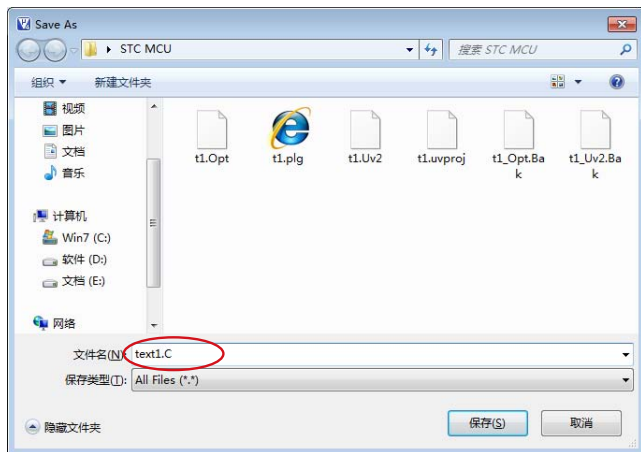 Save As
STC MCU
搜索 STC MCU
组织
新建文件夹
视频
图片
文档
音乐
计算机
Win7 (C:)
软件 (D:)
文档 (E:)
网络
t1.Opt
t1.plg
t1.Uv2
t1.uvproj
t1_Opt.Ba
k
t1_Uv2.Ba
k
文件名(N): text1.C
保存类型(T): All Files (*.*)
隐藏文件夹
保存(S)
取消